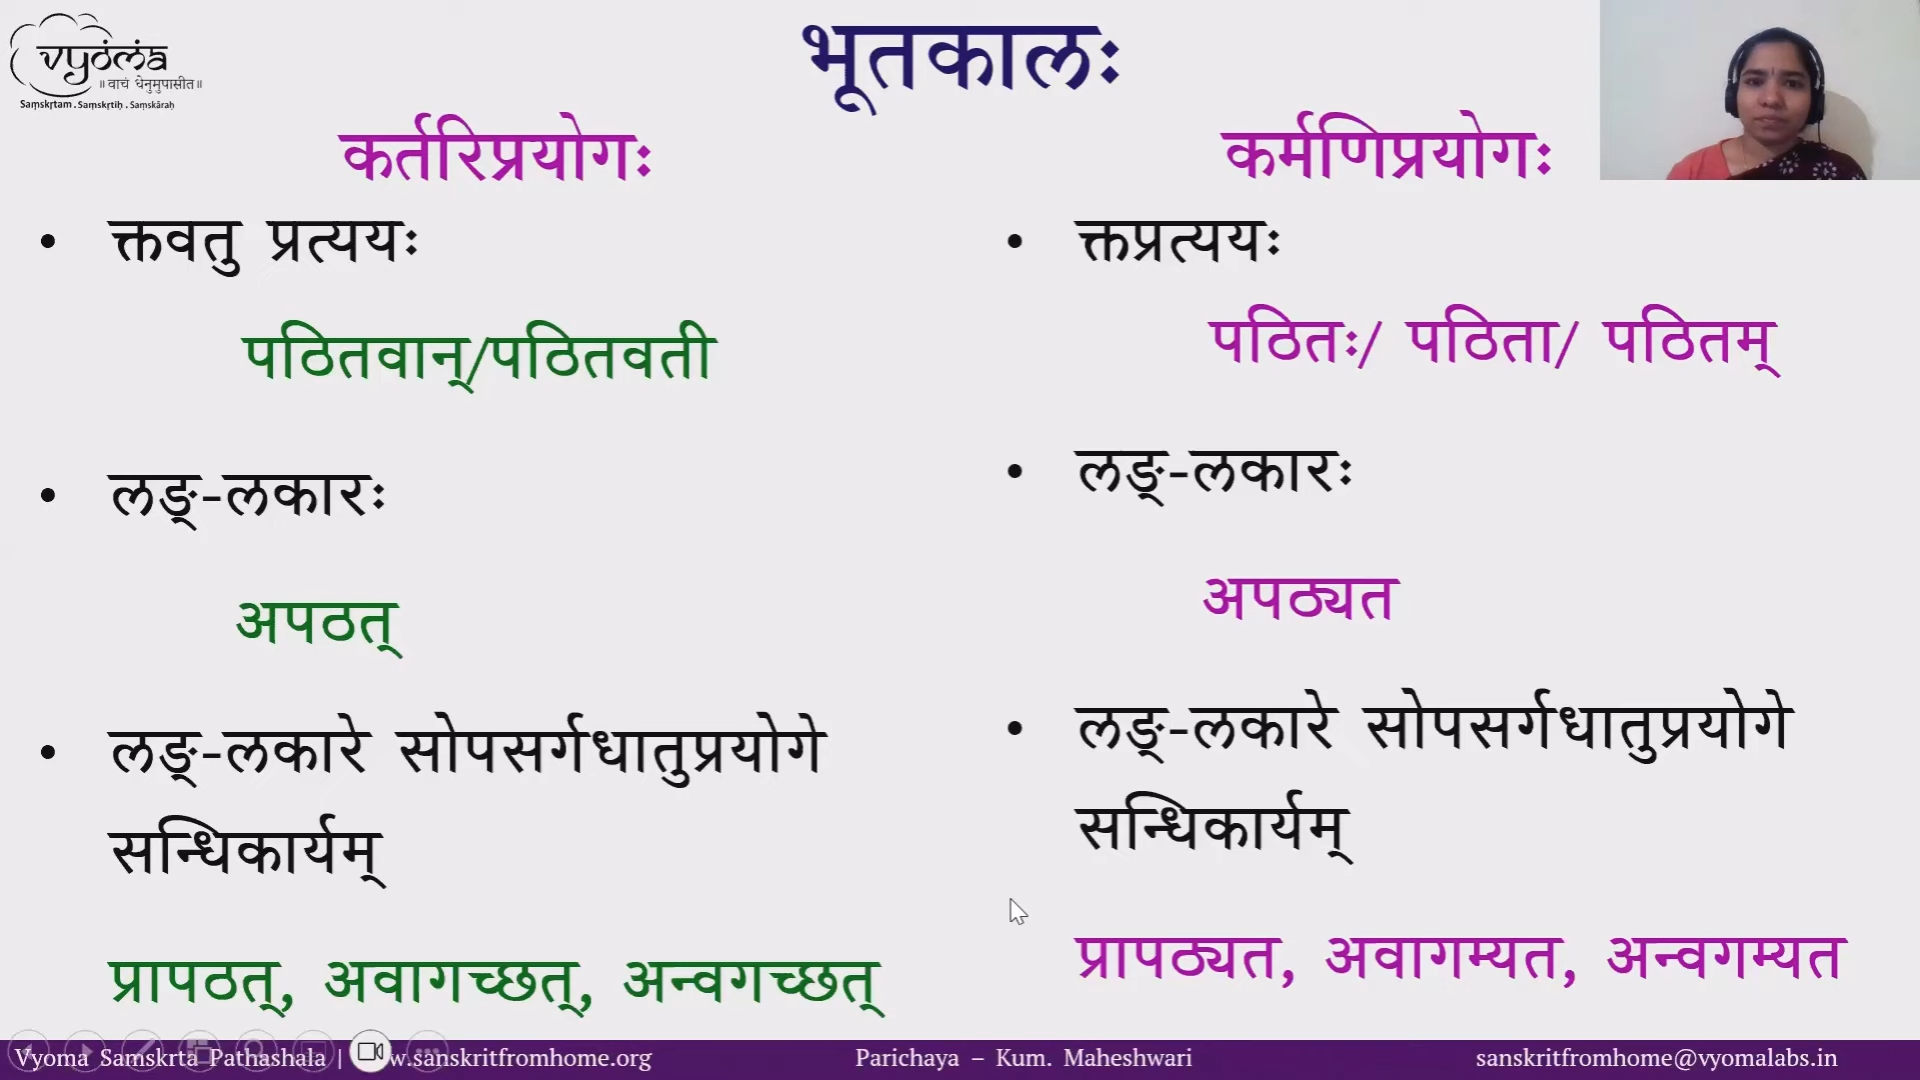 vyoma
॥ वाचं धेनुमुपासीत॥
Saṃskṛtam . Saṃskṛtiḥ . Saṃskāraḥ
भूतकालः
कर्तरिप्रयोगः
• क्तवतु प्रत्ययः
पठितवान्/पठितवती
• लङ्-लकारः
अपठत्
• लङ्-लकारे सोपसर्गधातुप्रयोगे
सन्धिकार्यम्
प्रापठत्, अवागच्छत्, अन्वगच्छत्
कर्मणिप्रयोगः
• क्तप्रत्ययः
पठितः/ पठिता/ पठितम्
• लङ्-लकारः
अपठ्यत
• लङ्-लकारे सोपसर्गधातुप्रयोगे
सन्धिकार्यम्
प्रापठ्यत, अवागम्यत, अन्वगम्यत
Vyoma Samskrta Pathashala | w.sanskritfromhome.org
Parichaya – Kum. Maheshwari
sanskritfromhome@vyomalabs.in